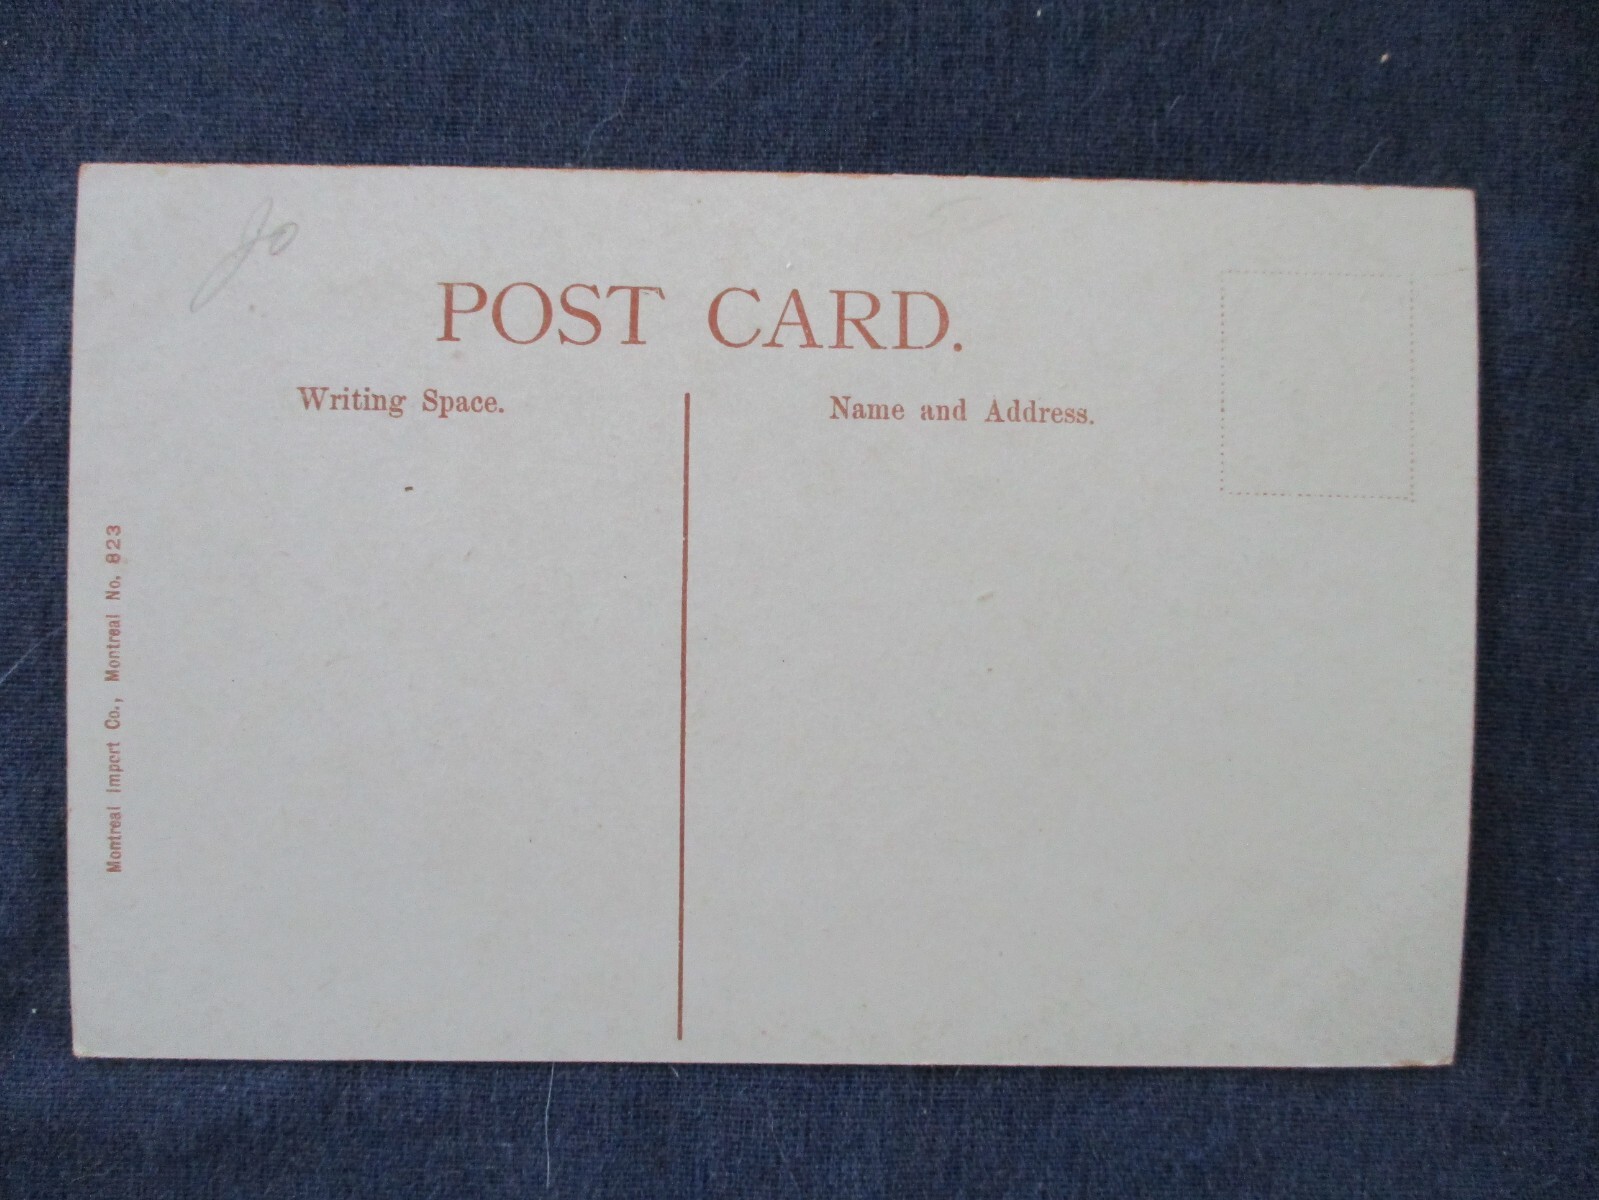 POST CARD.
Writing Space.
Name and Address.
Montreal Import Co., Montreal No. 823